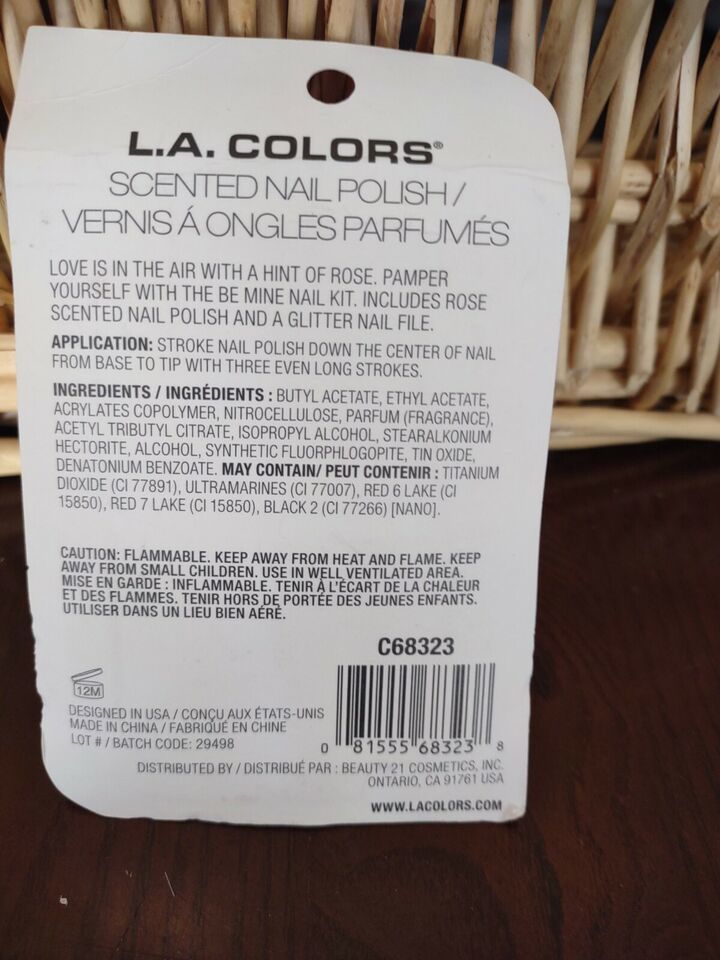 L.A. COLORS®
SCENTED NAIL POLISH /
VERNIS Á ONGLES PARFUMÉS
LOVE IS IN THE AIR WITH A HINT OF ROSE. PAMPER
YOURSELF WITH THE BE MINE NAIL KIT. INCLUDES ROSE
SCENTED NAIL POLISH AND A GLITTER NAIL FILE.
APPLICATION: STROKE NAIL POLISH DOWN THE CENTER OF NAIL
FROM BASE TO TIP WITH THREE EVEN LONG STROKES.
INGREDIENTS / INGRÉDIENTS : BUTYL ACETATE, ETHYL ACETATE,
ACRYLATES COPOLYMER, NITROCELLULOSE, PARFUM (FRAGRANCE),
ACETYL TRIBUTYL CITRATE, ISOPROPYL ALCOHOL, STEARALKONIUM
HECTORITE, ALCOHOL, SYNTHETIC FLUORPHLOGOPITE, TIN OXIDE,
DENATONIUM BENZOATE. MAY CONTAIN/ PEUT CONTENIR : TITANIUM
DIOXIDE (CI 77891), ULTRAMARINES (CI 77007), RED 6 LAKE (CI
15850), RED 7 LAKE (CI 15850), BLACK 2 (CI 77266) [NANO].
CAUTION: FLAMMABLE. KEEP AWAY FROM HEAT AND FLAME. KEEP
AWAY FROM SMALL CHILDREN. USE IN WELL VENTILATED AREA.
MISE EN GARDE : INFLAMMABLE. TENIR À L'ÉCART DE LA CHALEUR
ET DES FLAMMES. TENIR HORS DE PORTÉE DES JEUNES ENFANTS.
UTILISER DANS UN LIEU BIEN AÉRÉ.
C68323
12M
DESIGNED IN USA / CONÇU AUX ÉTATS-UNIS
MADE IN CHINA / FABRIQUÉ EN CHINE
LOT # / BATCH CODE: 29498
0 81555 68323 8
DISTRIBUTED BY / DISTRIBUÉ PAR : BEAUTY 21 COSMETICS, INC.
ONTARIO, CA 91761 USA
WWW.LACOLORS.COM